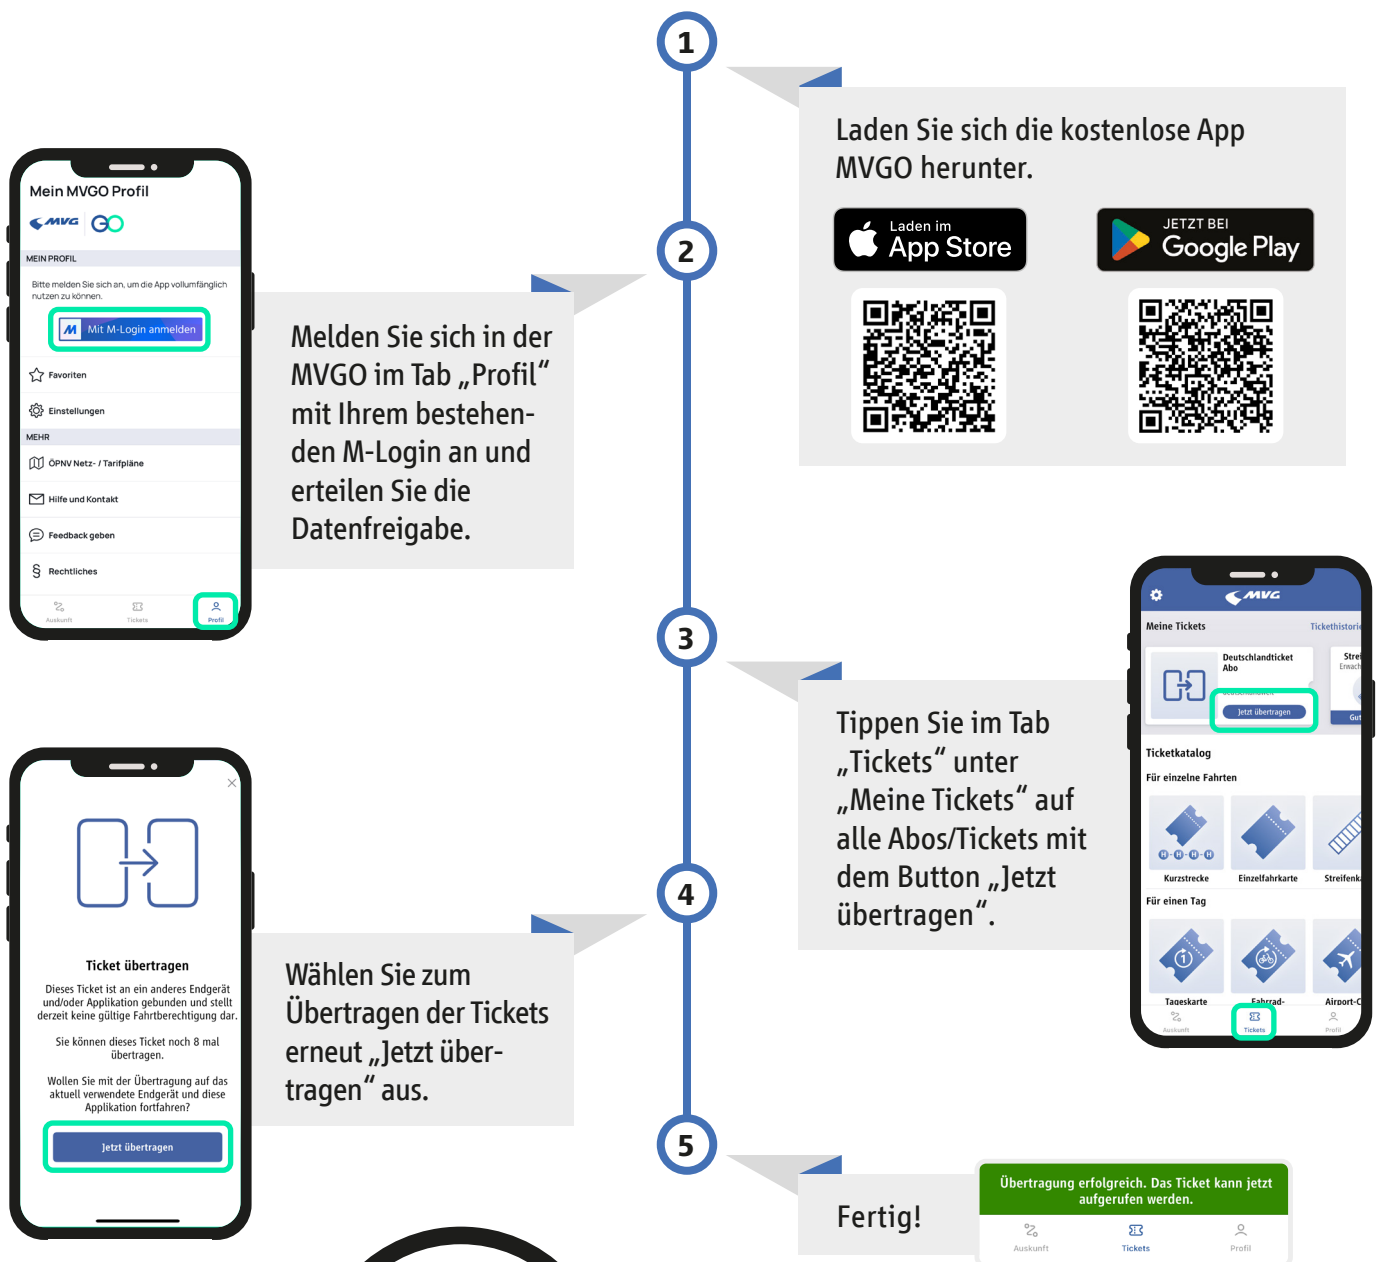 1
Laden Sie sich die kostenlose App
MVGO herunter.
Laden im
App Store
JETZT BEI
Google Play
2
Melden Sie sich in der
MVGO im Tab „Profil“
mit Ihrem bestehen-
den M-Login an und
erteilen Sie die
Datenfreigabe.
Mein MVGO Profil
MVG GO
MEIN PROFIL
Bitte melden Sie sich an, um die App vollumfänglich
nutzen zu können.
M Mit M-Login anmelden
Favoriten
Einstellungen
MEHR
ÖPNV Netz- / Tarifpläne
Hilfe und Kontakt
Feedback geben
§ Rechtliches
Auskunft Tickets Profil
3
Tippen Sie im Tab
„Tickets“ unter
„Meine Tickets“ auf
alle Abos/Tickets mit
dem Button „Jetzt
übertragen“.
MVG
Meine Tickets Tickethistorie
Deutschlandticket
Abo
Jetzt übertragen
Strei
Erwach
Gut
Ticketkatalog
Für einzelne Fahrten
H-H-H-H
Kurzstrecke Einzelfahrkarte Streifenk
Für einen Tag
1
Tageskarte Fahrrad- Airport-C
Auskunft Tickets Profil
4
Wählen Sie zum
Übertragen der Tickets
erneut „Jetzt über-
tragen“ aus.
Ticket übertragen
Dieses Ticket ist an ein anderes Endgerät
und/oder Applikation gebunden und stellt
derzeit keine gültige Fahrtberechtigung dar.
Sie können dieses Ticket noch 8 mal
übertragen.
Wollen Sie mit der Übertragung auf das
aktuell verwendete Endgerät und diese
Applikation fortfahren?
Jetzt übertragen
5
Fertig!
Übertragung erfolgreich. Das Ticket kann jetzt
aufgerufen werden.
Auskunft Tickets Profil